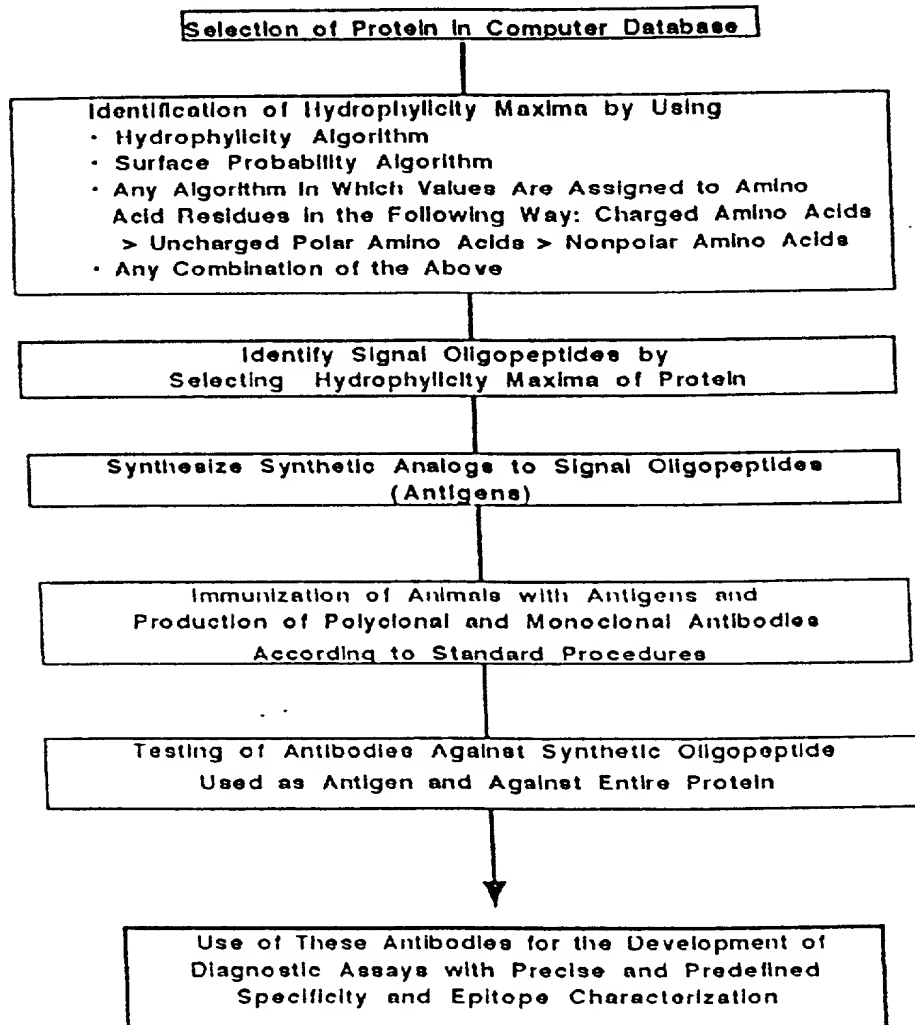 Selection of Protein in Computer Database
Identification of Hydrophylicity Maxima by Using
· Hydrophylicity Algorithm
· Surface Probability Algorithm
· Any Algorithm in Which Values Are Assigned to Amino
Acid Residues in the Following Way: Charged Amino Acids
> Uncharged Polar Amino Acids > Nonpolar Amino Acids
· Any Combination of the Above
Identify Signal Oligopeptides by
Selecting Hydrophylicity Maxima of Protein
Synthesize Synthetic Analogs to Signal Oligopeptides
(Antigens)
Immunization of Animals with Antigens and
Production of Polyclonal and Monoclonal Antibodies
According to Standard Procedures
Testing of Antibodies Against Synthetic Oligopeptide
Used as Antigen and Against Entire Protein
Use of These Antibodies for the Development of
Diagnostic Assays with Precise and Predefined
Specificity and Epitope Characterization